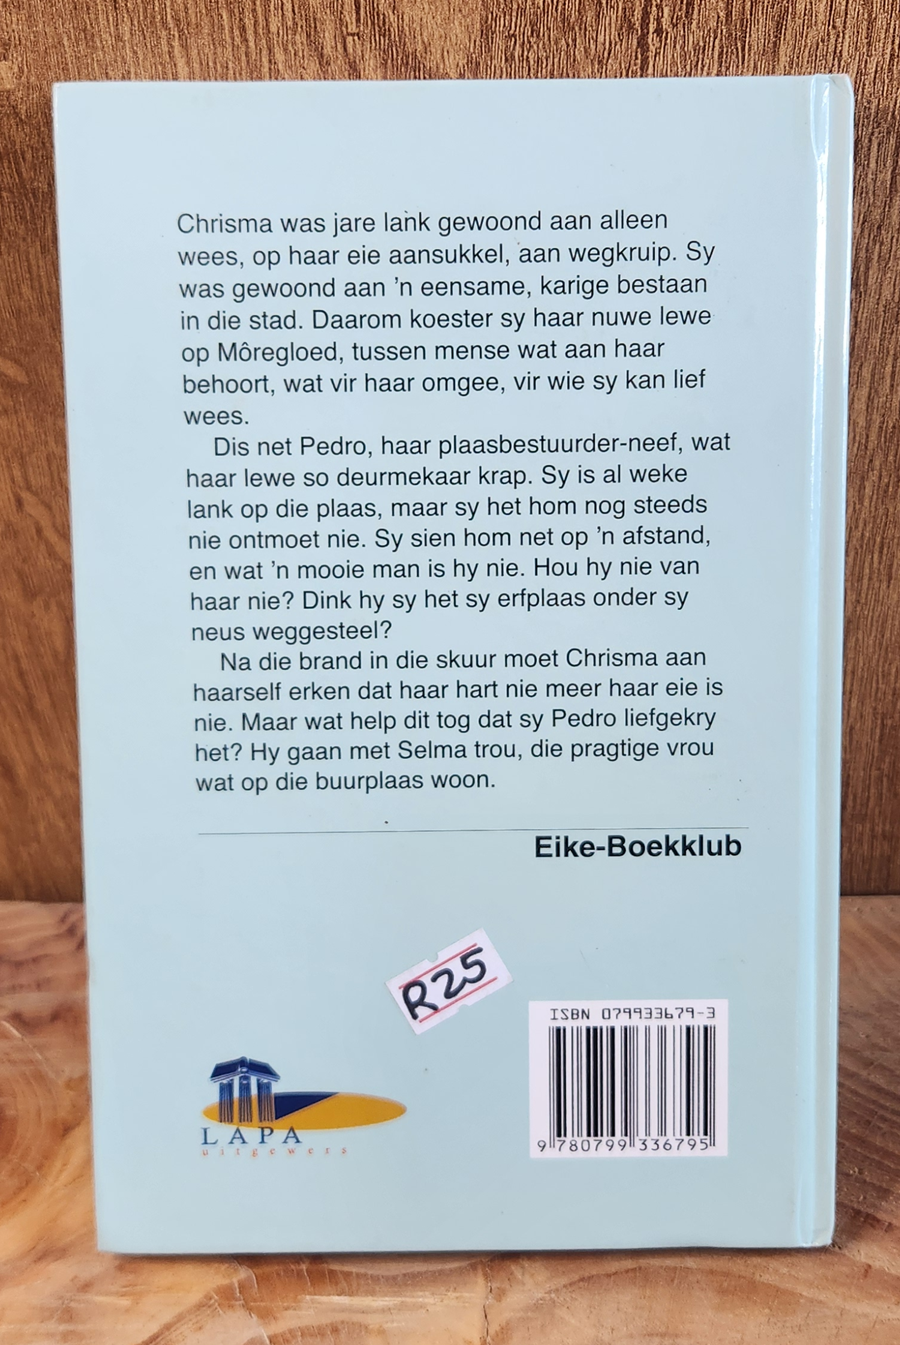 Chrisma was jare lank gewoond aan alleen
wees, op haar eie aansukkel, aan wegkruip. Sy
was gewoond aan 'n eensame, karige bestaan
in die stad. Daarom koester sy haar nuwe lewe
op Môregloed, tussen mense wat aan haar
behoort, wat vir haar omgee, vir wie sy kan lief
wees.
Dis net Pedro, haar plaasbestuurder-neef, wat
haar lewe so deurmekaar krap. Sy is al weke
lank op die plaas, maar sy het hom nog steeds
nie ontmoet nie. Sy sien hom net op 'n afstand,
en wat 'n mooie man is hy nie. Hou hy nie van
haar nie? Dink hy sy het sy erfplaas onder sy
neus weggesteel?
Na die brand in die skuur moet Chrisma aan
haarself erken dat haar hart nie meer haar eie is
nie. Maar wat help dit tog dat sy Pedro liefgekry
het? Hy gaan met Selma trou, die pragtige vrou
wat op die buurplaas woon.
Eike-Boekklub
R25
ISBN 079933679-3
9 780799 336795
LAPA
uitgewers